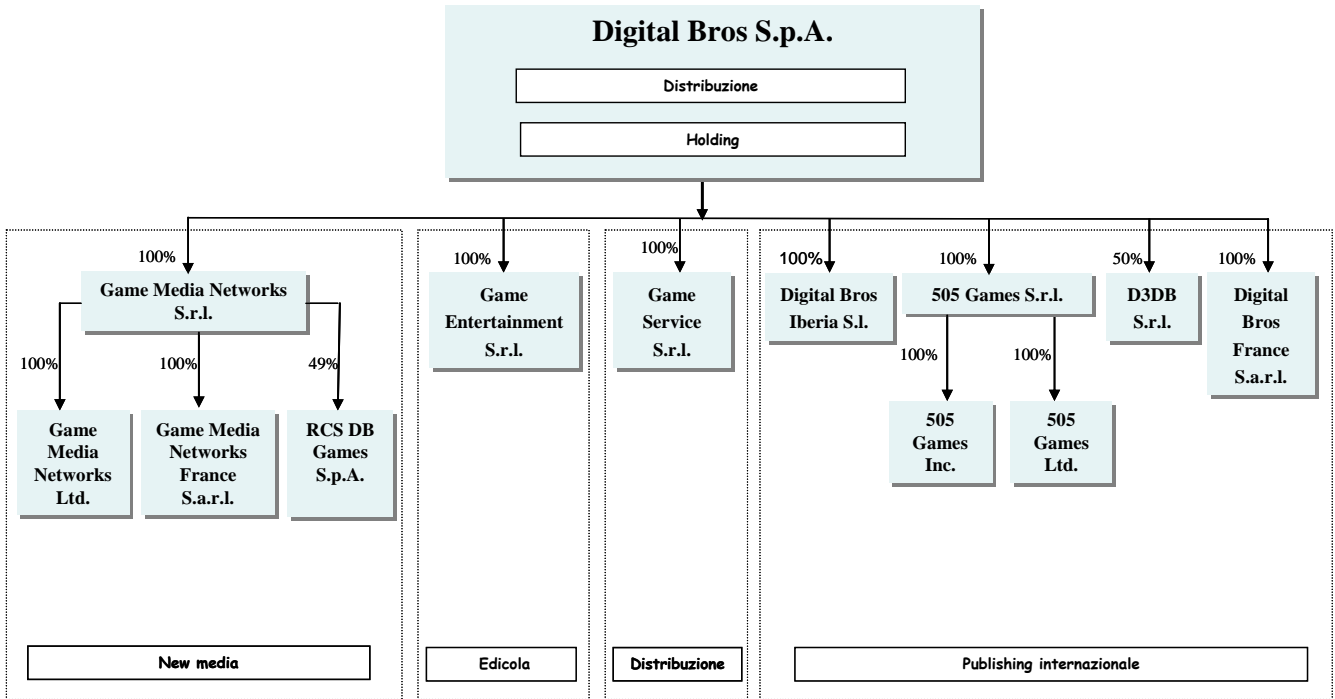 Digital Bros S.p.A.
Distribuzione
Holding
100%
Game Media Networks
S.r.l.
100%
Game
Media
Networks
Ltd.
100%
Game Media
Networks
France
S.a.r.l.
49%
RCS DB
Games
S.p.A.
New media
100%
Game
Entertainment
S.r.l.
Edicola
100%
Game
Service
S.r.l.
Distribuzione
100%
Digital Bros
Iberia S.l.
100%
505 Games S.r.l.
100%
505
Games
Inc.
100%
505
Games
Ltd.
50%
D3DB
S.r.l.
100%
Digital
Bros
France
S.a.r.l.
Publishing internazionale